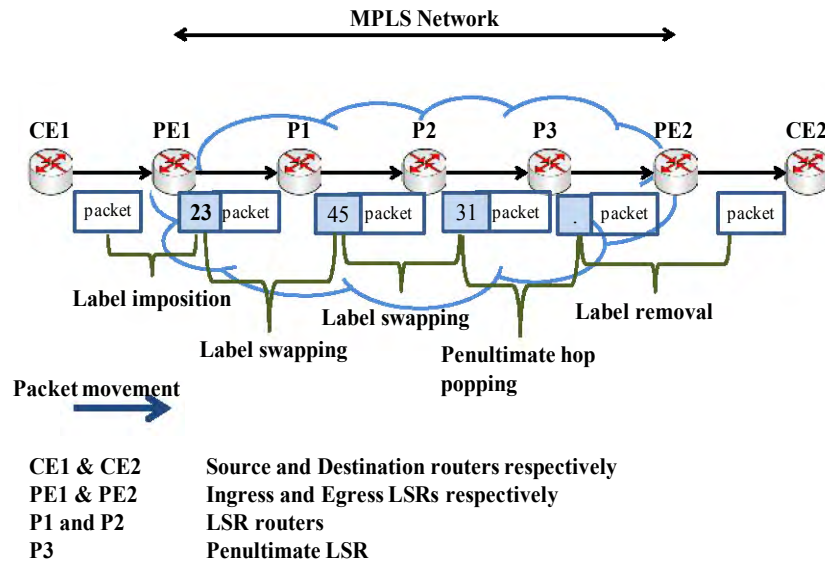 MPLS Network
CE1 PE1 P1 P2 P3 PE2 CE2
packet 23 packet 45 packet 31 packet . packet packet
Label imposition
Label swapping
Label swapping
Penultimate hop
popping
Label removal
Packet movement
CE1 & CE2 Source and Destination routers respectively
PE1 & PE2 Ingress and Egress LSRs respectively
P1 and P2 LSR routers
P3 Penultimate LSR